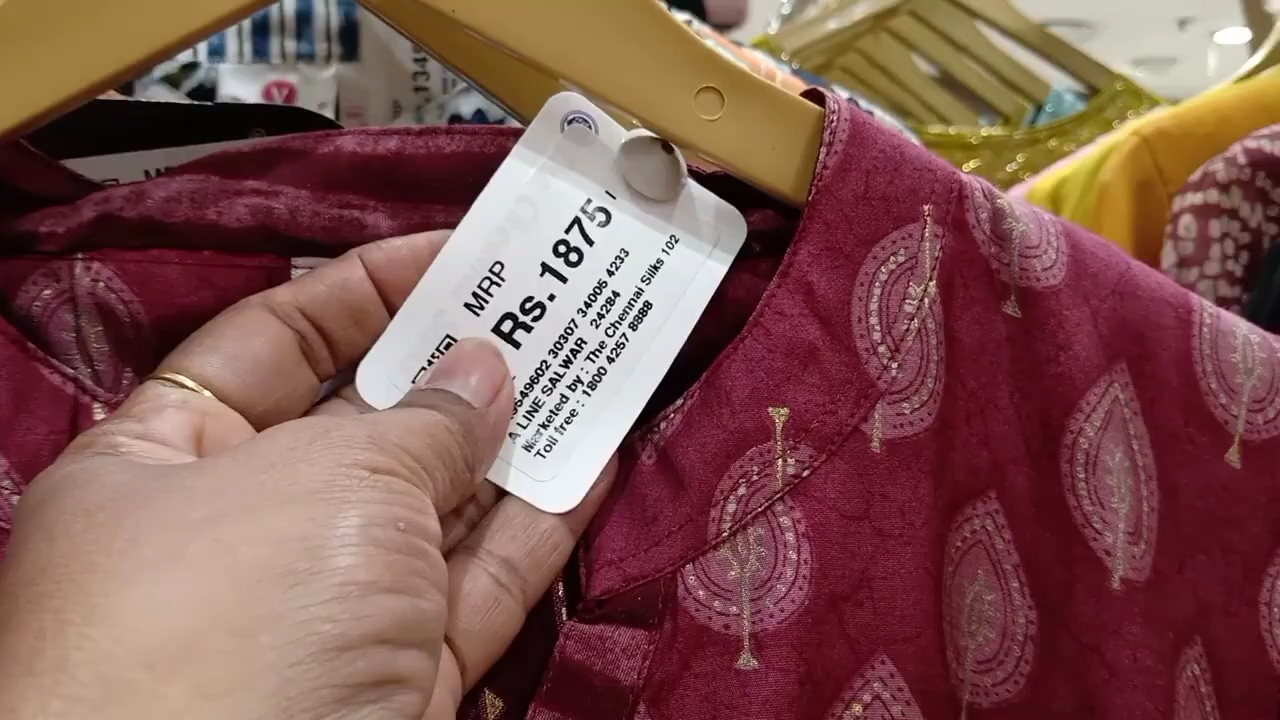 MRP
Rs. 1875
49602 30307 34005 4233
A LINE SALWAR 24284
Marketed by : The Chennai Silks 102
Toll free : 1800 4257 8888